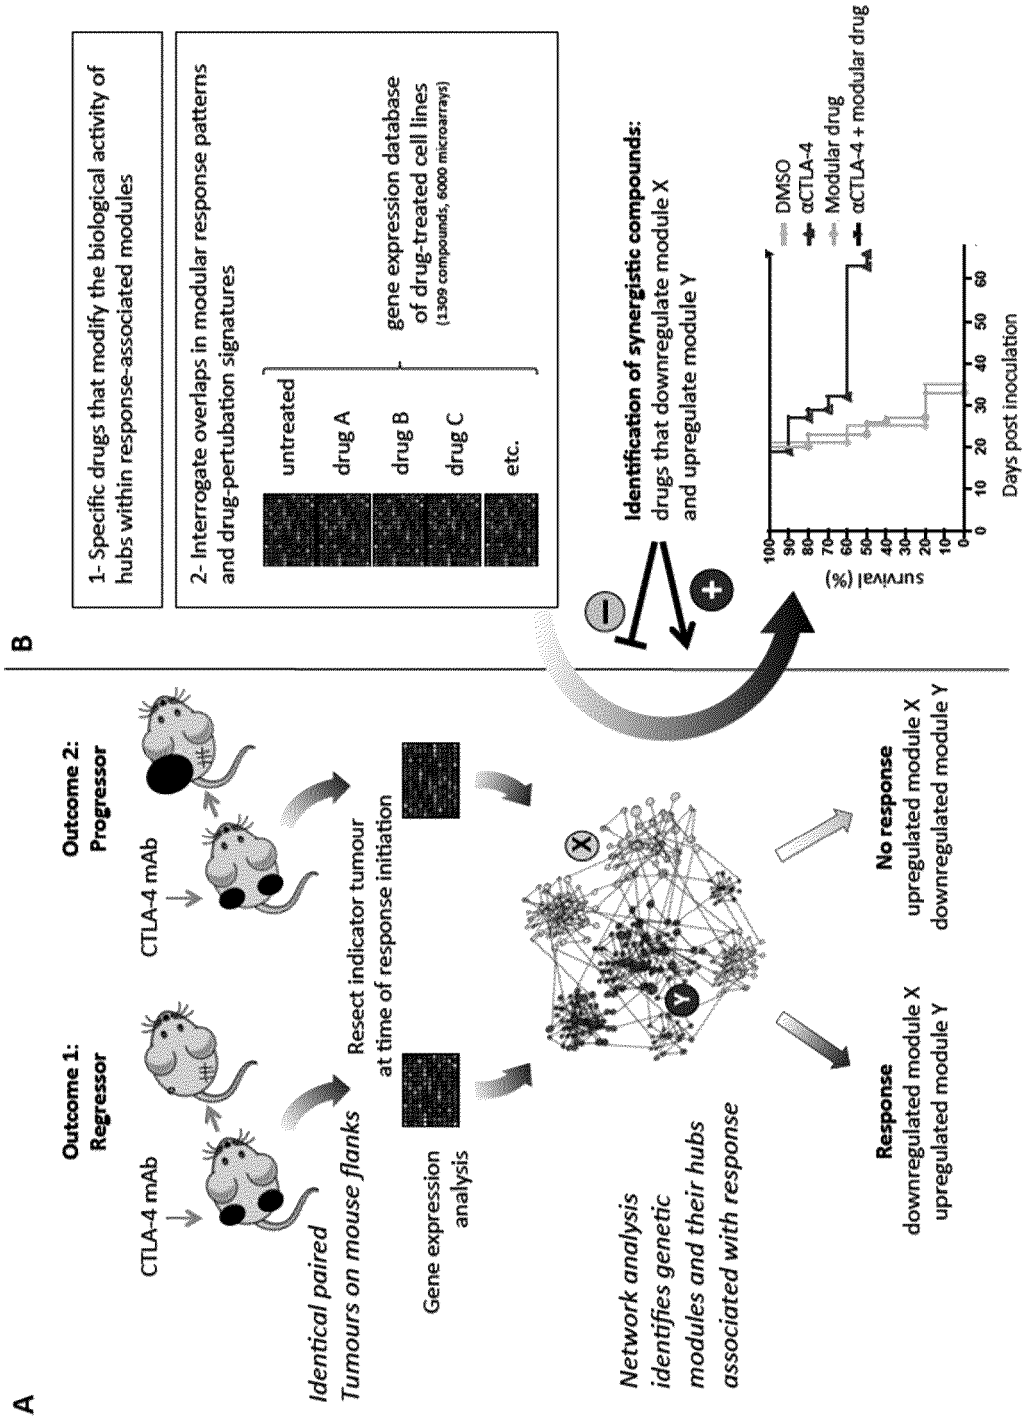 A
Outcome 1:
Regressor
CTLA-4 mAb
Outcome 2:
Progressor
CTLA-4 mAb
Identical paired
Tumours on mouse flanks
Resect indicator tumour
at time of response initiation
Gene expression
analysis
Network analysis
identifies genetic
modules and their hubs
associated with response
X
Y
Response
downregulated module X
upregulated module Y
No response
upregulated module X
downregulated module Y
B
1- Specific drugs that modify the biological activity of
hubs within response-associated modules
2- Interrogate overlaps in modular response patterns
and drug-pertubation signatures
untreated
drug A
drug B
drug C
etc.
gene expression database
of drug-treated cell lines
(1309 compounds, 6000 microarrays)
−
+
Identification of synergistic compounds:
drugs that downregulate module X
and upregulate module Y
survival (%)
100
90
80
70
60
50
40
30
20
10
0
0
10
20
30
40
50
60
Days post inoculation
DMSO
αCTLA-4
Modular drug
αCTLA-4 + modular drug